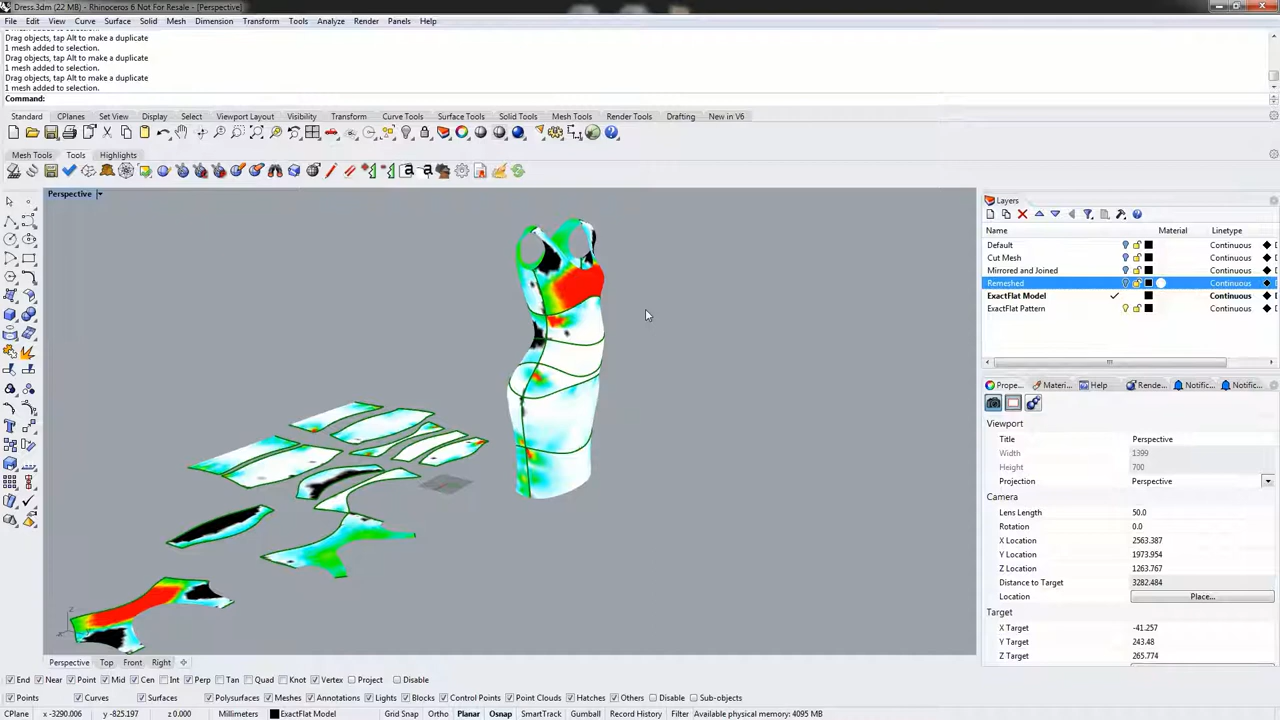 Dress.3dm (22 MB) - Rhinoceros 6 Not For Resale - [Perspective]
File Edit View Curve Surface Solid Mesh Dimension Transform Tools Analyze Render Panels Help
Drag objects, tap Alt to make a duplicate
1 mesh added to selection.
Drag objects, tap Alt to make a duplicate
1 mesh added to selection.
Drag objects, tap Alt to make a duplicate
1 mesh added to selection.
Command:
Standard CPlanes Set View Display Select Viewport Layout Visibility Transform Curve Tools Surface Tools Solid Tools Mesh Tools Render Tools Drafting New in V6
Mesh Tools Tools Highlights
Perspective
Layers
Name Material Linetype
Default Continuous
Cut Mesh Continuous
Mirrored and Joined Continuous
Remeshed Continuous
ExactFlat Model Continuous
ExactFlat Pattern Continuous
Prope... Materi... Help Rende... Notific... Notific...
Viewport
Title Perspective
Width 1399
Height 700
Projection Perspective
Camera
Lens Length 50.0
Rotation 0.0
X Location 2563.387
Y Location 1973.954
Z Location 1263.767
Distance to Target 3282.484
Location Place...
Target
X Target -41.257
Y Target 243.48
Z Target 265.774
Perspective Top Front Right
End Near Point Mid Cen Int Perp Tan Quad Knot Vertex Project Disable
Points Curves Surfaces Polysurfaces Meshes Annotations Lights Blocks Control Points Point Clouds Hatches Others Disable Sub-objects
CPlane x -3290.006 y -825.197 z 0.000 Millimeters ExactFlat Model Grid Snap Ortho Planar Osnap SmartTrack Gumball Record History Filter Available physical memory: 4095 MB